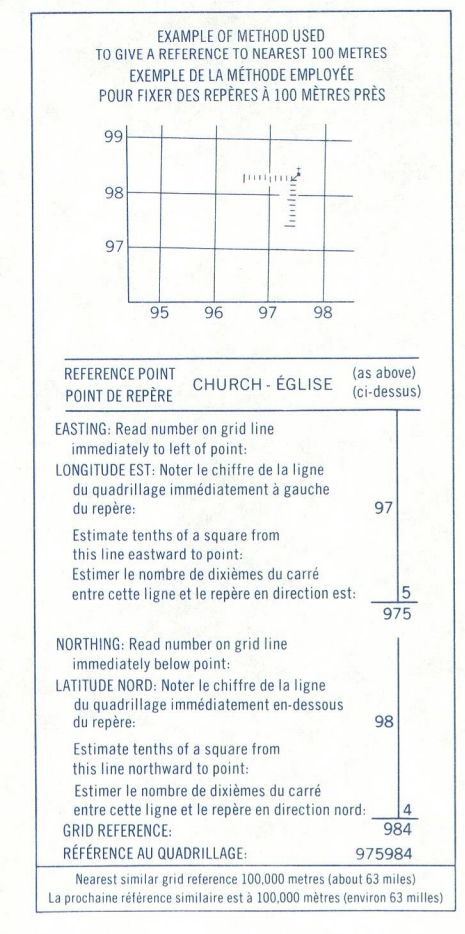 EXAMPLE OF METHOD USED
TO GIVE A REFERENCE TO NEAREST 100 METRES
EXEMPLE DE LA MÉTHODE EMPLOYÉE
POUR FIXER DES REPÈRES À 100 MÈTRES PRÈS
99
98
97
95 96 97 98
REFERENCE POINT
POINT DE REPÈRE
CHURCH - ÉGLISE
(as above)
(ci-dessus)
EASTING: Read number on grid line
immediately to left of point:
LONGITUDE EST: Noter le chiffre de la ligne
du quadrillage immédiatement à gauche
du repère: 97
Estimate tenths of a square from
this line eastward to point:
Estimer le nombre de dixièmes du carré
entre cette ligne et le repère en direction est: 5
975
NORTHING: Read number on grid line
immediately below point:
LATITUDE NORD: Noter le chiffre de la ligne
du quadrillage immédiatement en-dessous
du repère: 98
Estimate tenths of a square from
this line northward to point:
Estimer le nombre de dixièmes du carré
entre cette ligne et le repère en direction nord: 4
GRID REFERENCE: 984
RÉFÉRENCE AU QUADRILLAGE: 975984
Nearest similar grid reference 100,000 metres (about 63 miles)
La prochaine référence similaire est à 100,000 mètres (environ 63 milles)